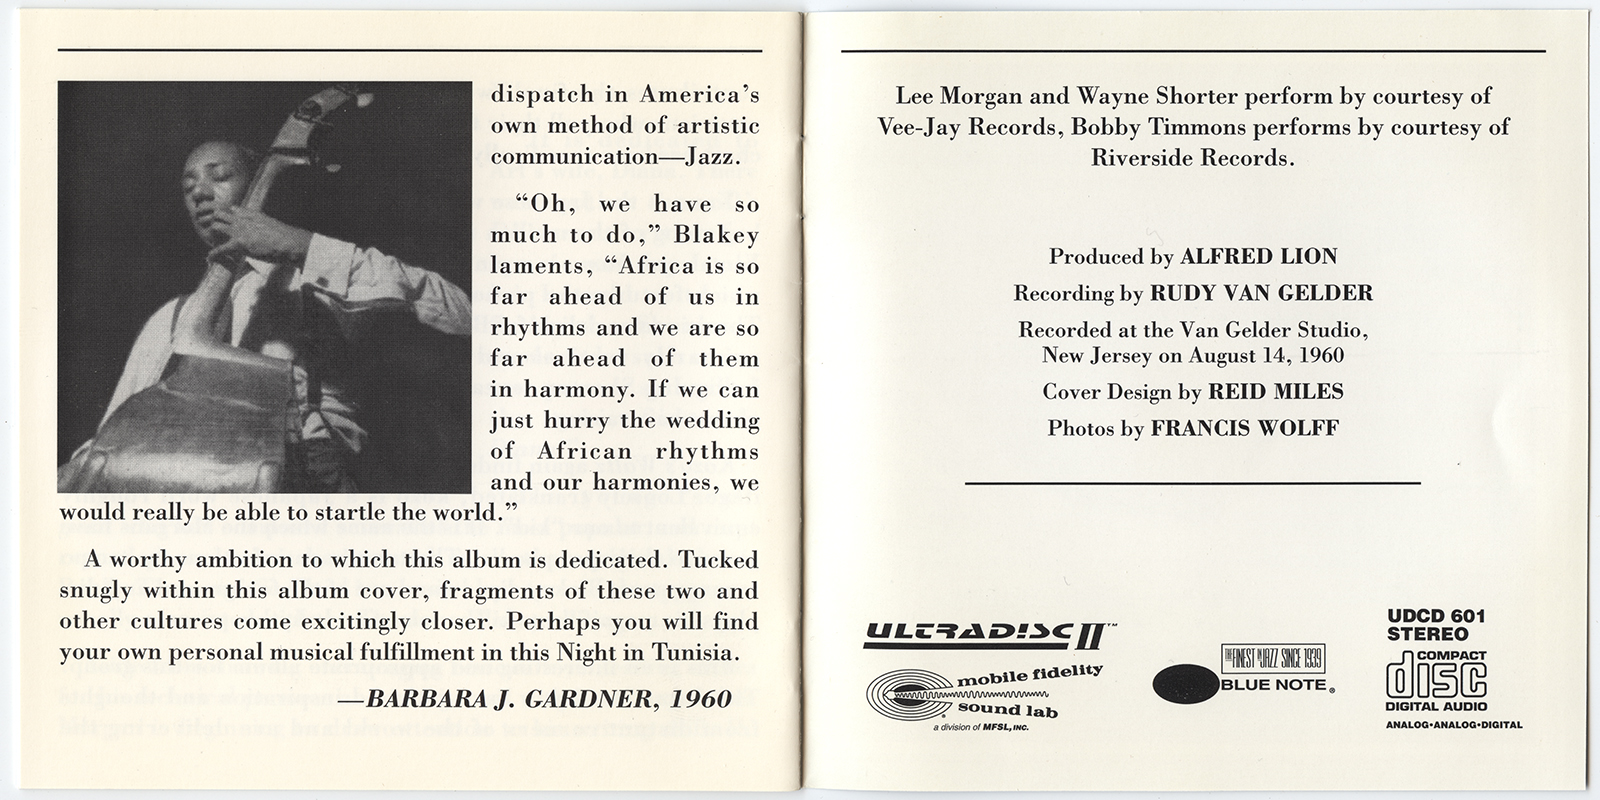 dispatch in America's
own method of artistic
communication—Jazz.
“Oh, we have so
much to do,” Blakey
laments, “Africa is so
far ahead of us in
rhythms and we are so
far ahead of them
in harmony. If we can
just hurry the wedding
of African rhythms
and our harmonies, we
would really be able to startle the world.”
A worthy ambition to which this album is dedicated. Tucked
snugly within this album cover, fragments of these two and
other cultures come excitingly closer. Perhaps you will find
your own personal musical fulfillment in this Night in Tunisia.
—BARBARA J. GARDNER, 1960
Lee Morgan and Wayne Shorter perform by courtesy of
Vee-Jay Records, Bobby Timmons performs by courtesy of
Riverside Records.
Produced by ALFRED LION
Recording by RUDY VAN GELDER
Recorded at the Van Gelder Studio,
New Jersey on August 14, 1960
Cover Design by REID MILES
Photos by FRANCIS WOLFF
ULTRADISC II™
mobile fidelity
sound lab
a division of MFSL, INC.
THE FINEST IN JAZZ SINCE 1939
BLUE NOTE®
UDCD 601
STEREO
COMPACT
disc
DIGITAL AUDIO
ANALOG•ANALOG•DIGITAL